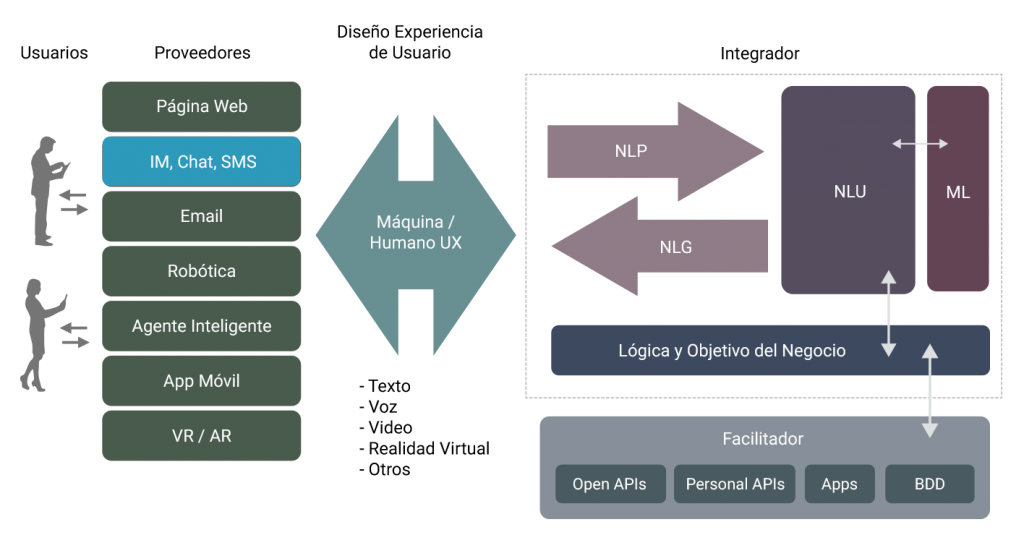 Usuarios
Proveedores
Diseño Experiencia
de Usuario
Integrador
Página Web
IM, Chat, SMS
Email
Robótica
Agente Inteligente
App Móvil
VR / AR
Máquina /
Humano UX
- Texto
- Voz
- Video
- Realidad Virtual
- Otros
NLP
NLG
NLU
ML
Lógica y Objetivo del Negocio
Facilitador
Open APIs
Personal APIs
Apps
BDD